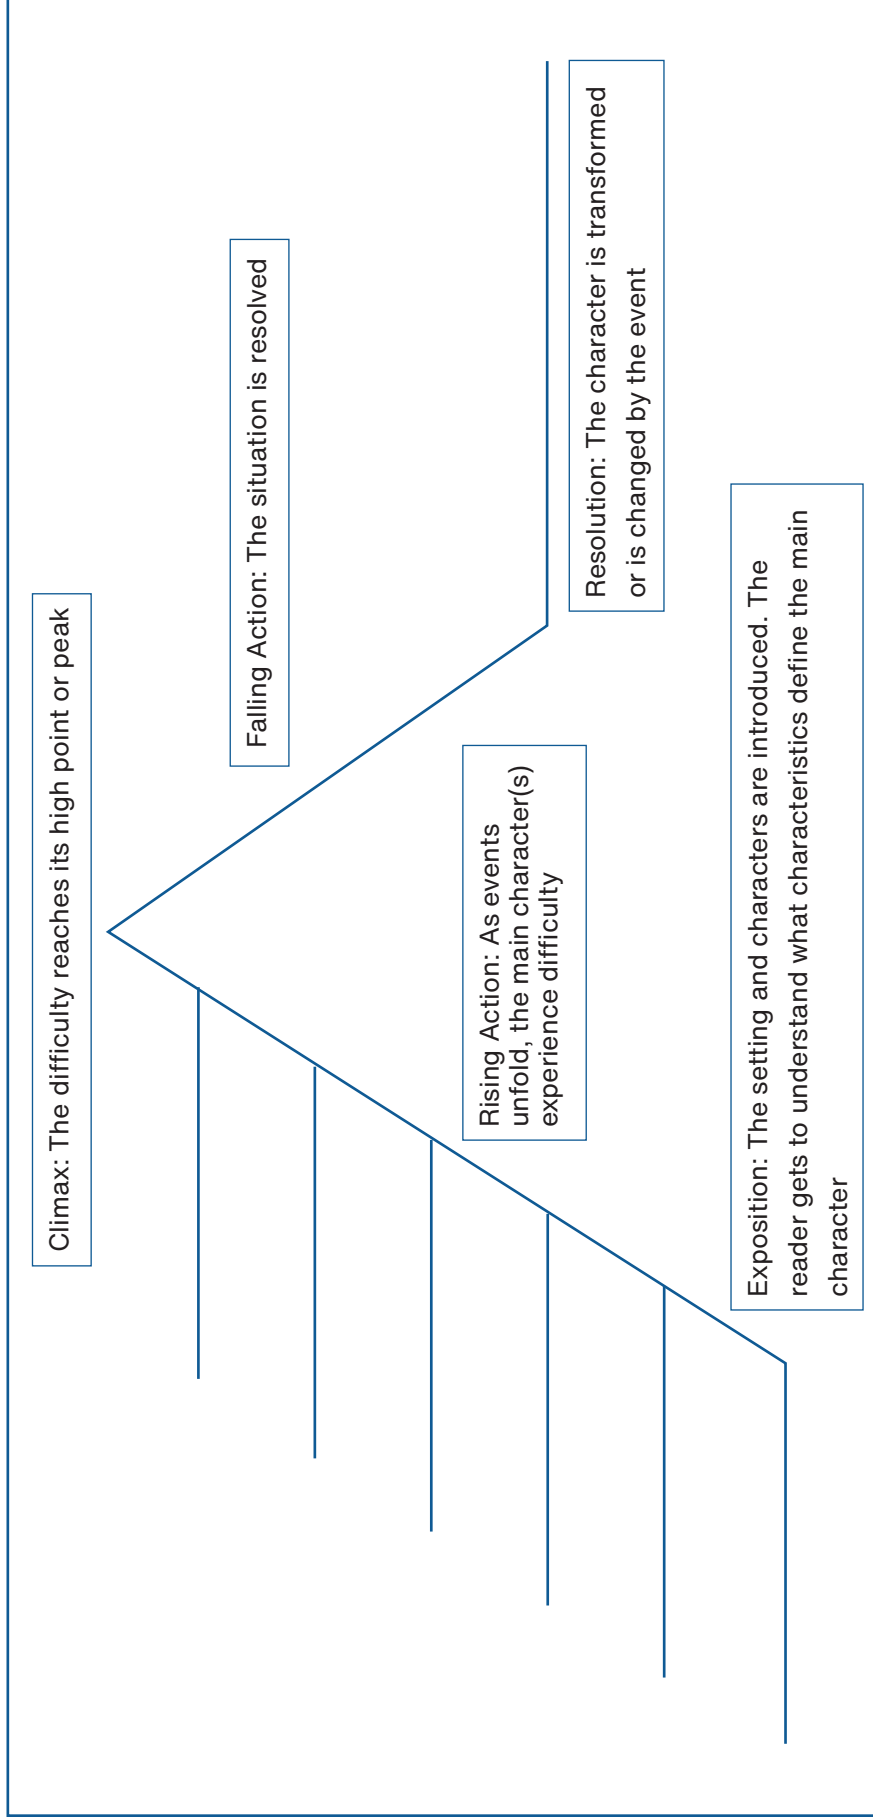 Climax: The difficulty reaches its high point or peak
Falling Action: The situation is resolved
Rising Action: As events
unfold, the main character(s)
experience difficulty
Resolution: The character is transformed
or is changed by the event
Exposition: The setting and characters are introduced. The
reader gets to understand what characteristics define the main
character